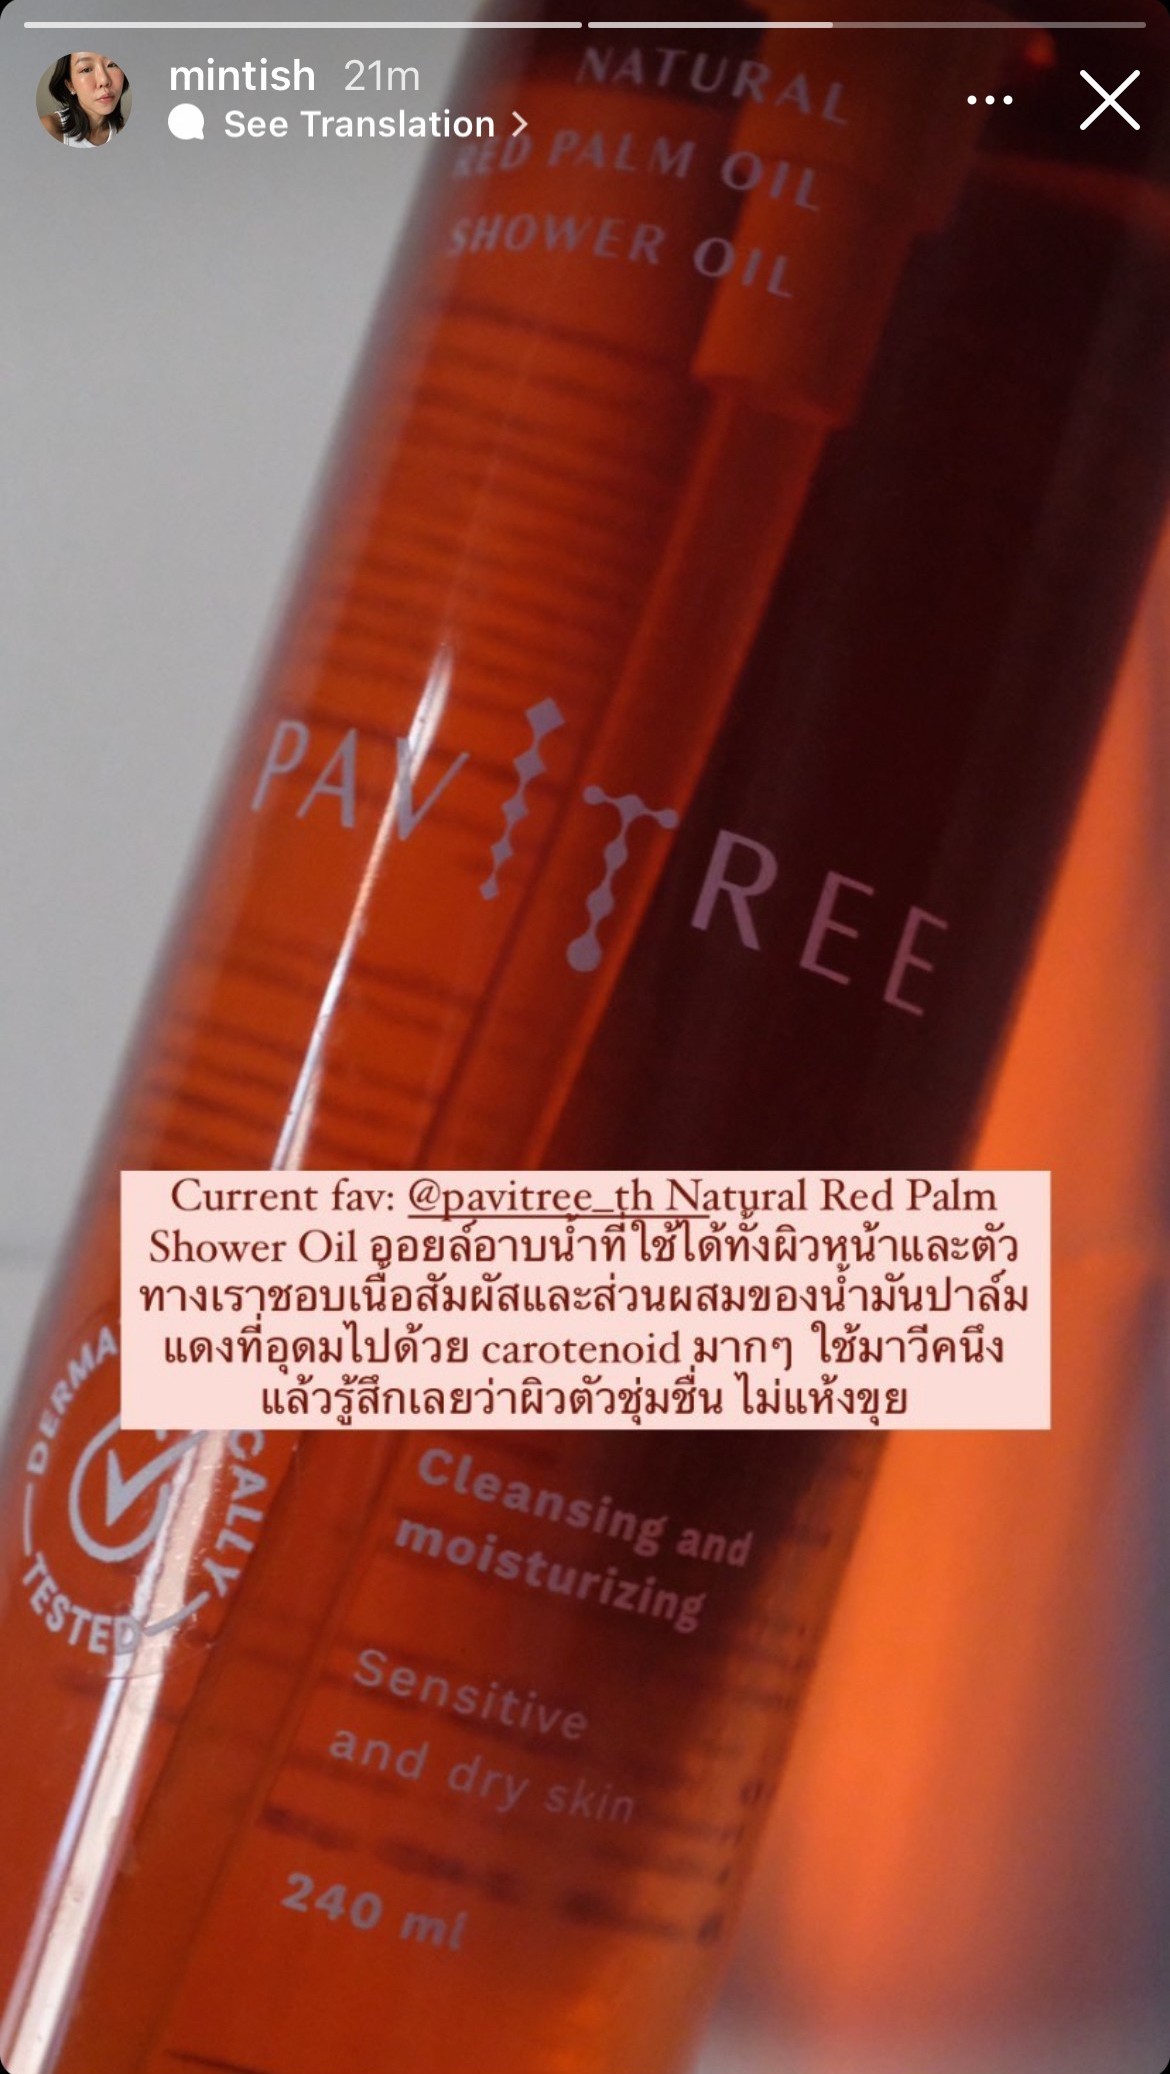 mintish 21m
See Translation
NATURAL
RED PALM OIL
SHOWER OIL
PAVITREE
Current fav: @pavitree_th Natural Red Palm
Shower Oil ออยล์อาบน้ำที่ใช้ได้ทั้งผิวหน้าและตัว
ทางเราชอบเนื้อสัมผัสและส่วนผสมของน้ำมันปาล์ม
แดงที่อุดมไปด้วย carotenoid มากๆ ใช้มาวีคนึง
แล้วรู้สึกเลยว่าผิวตัวชุ่มชื่น ไม่แห้งขุย
DERMA CALLY
TESTED
Cleansing and
moisturizing
Sensitive
and dry skin
240 ml